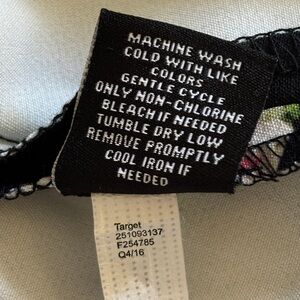 MACHINE WASH
COLD WITH LIKE
COLORS
GENTLE CYCLE
ONLY NON-CHLORINE
BLEACH IF NEEDED
TUMBLE DRY LOW
REMOVE PROMPTLY
COOL IRON IF
NEEDED
Target
251093137
F254785
Q4/16